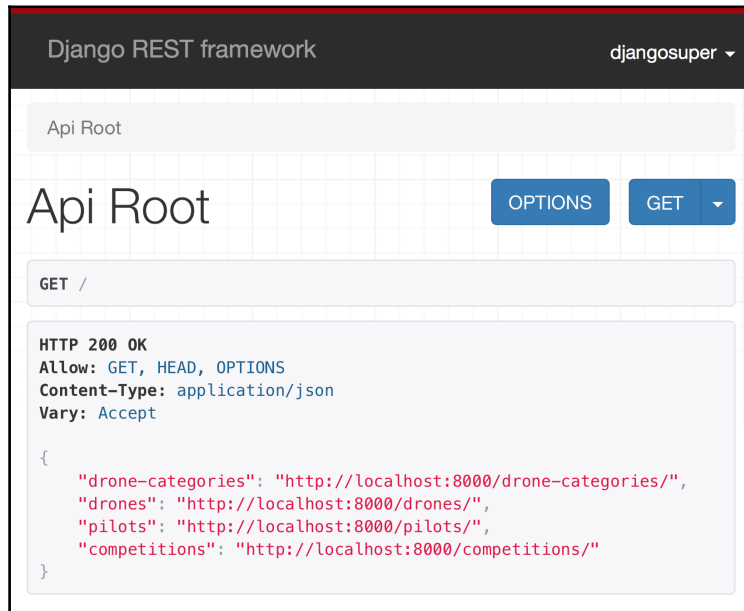 Django REST framework
djangosuper
Api Root
Api Root
OPTIONS
GET
GET /
HTTP 200 OK
Allow: GET, HEAD, OPTIONS
Content-Type: application/json
Vary: Accept
{
    "drone-categories": "http://localhost:8000/drone-categories/",
    "drones": "http://localhost:8000/drones/",
    "pilots": "http://localhost:8000/pilots/",
    "competitions": "http://localhost:8000/competitions/"
}